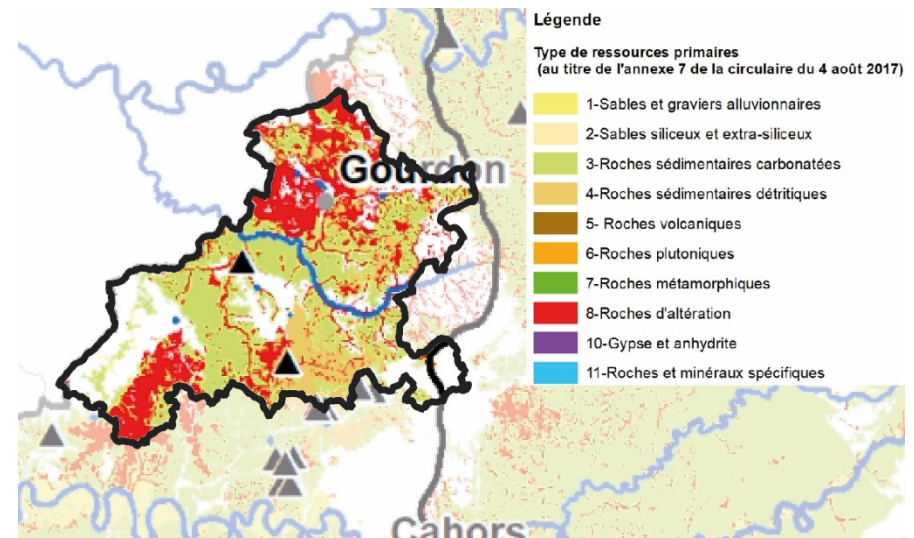 Légende
Type de ressources primaires
(au titre de l'annexe 7 de la circulaire du 4 août 2017)
1-Sables et graviers alluvionnaires
2-Sables siliceux et extra-siliceux
3-Roches sédimentaires carbonatées
4-Roches sédimentaires détritiques
5- Roches volcaniques
6-Roches plutoniques
7-Roches métamorphiques
8-Roches d'altération
10-Gypse et anhydrite
11-Roches et minéraux spécifiques
Gourdon
Cahors